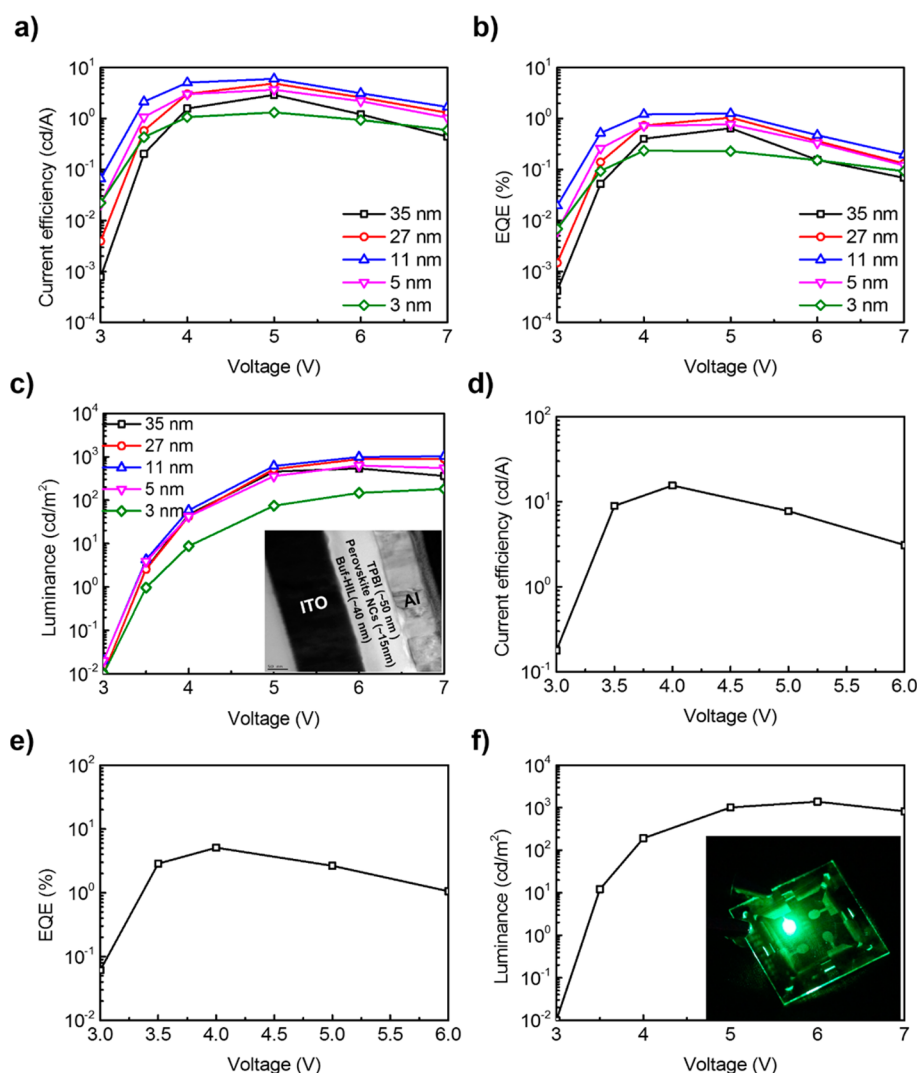 a)
Current efficiency (cd/A)
10^1
10^0
10^-1
10^-2
10^-3
10^-4
35 nm
27 nm
11 nm
5 nm
3 nm
3 4 5 6 7
Voltage (V)
b)
EQE (%)
10^1
10^0
10^-1
10^-2
10^-3
10^-4
35 nm
27 nm
11 nm
5 nm
3 nm
3 4 5 6 7
Voltage (V)
c)
Luminance (cd/m²)
10^4
10^3
10^2
10^1
10^0
10^-1
10^-2
35 nm
27 nm
11 nm
5 nm
3 nm
ITO
Buf-HIL(~40 nm)
Perovskite NCs (~15nm)
TPBI (~50 nm)
Al
3 4 5 6 7
Voltage (V)
d)
Current efficiency (cd/A)
10^2
10^1
10^0
10^-1
3.0 3.5 4.0 4.5 5.0 5.5 6.0
Voltage (V)
e)
EQE (%)
10^2
10^1
10^0
10^-1
10^-2
3.0 3.5 4.0 4.5 5.0 5.5 6.0
Voltage (V)
f)
Luminance (cd/m²)
10^4
10^3
10^2
10^1
10^0
10^-1
10^-2
3 4 5 6 7
Voltage (V)